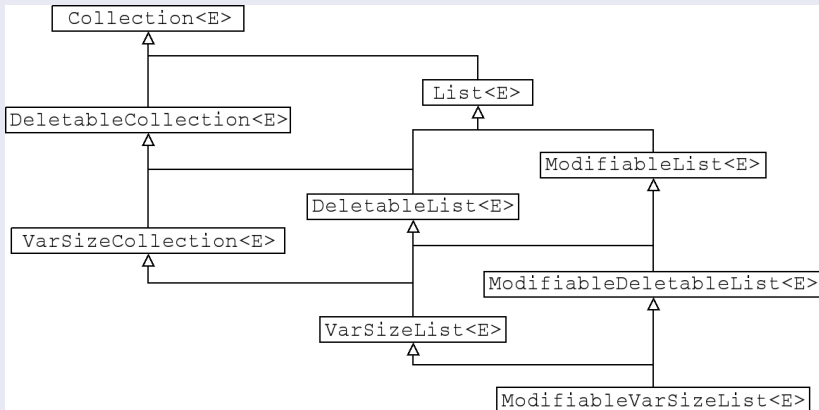 Collection<E>
List<E>
DeletableCollection<E>
ModifiableList<E>
DeletableList<E>
VarSizeCollection<E>
ModifiableDeletableList<E>
VarSizeList<E>
ModifiableVarSizeList<E>